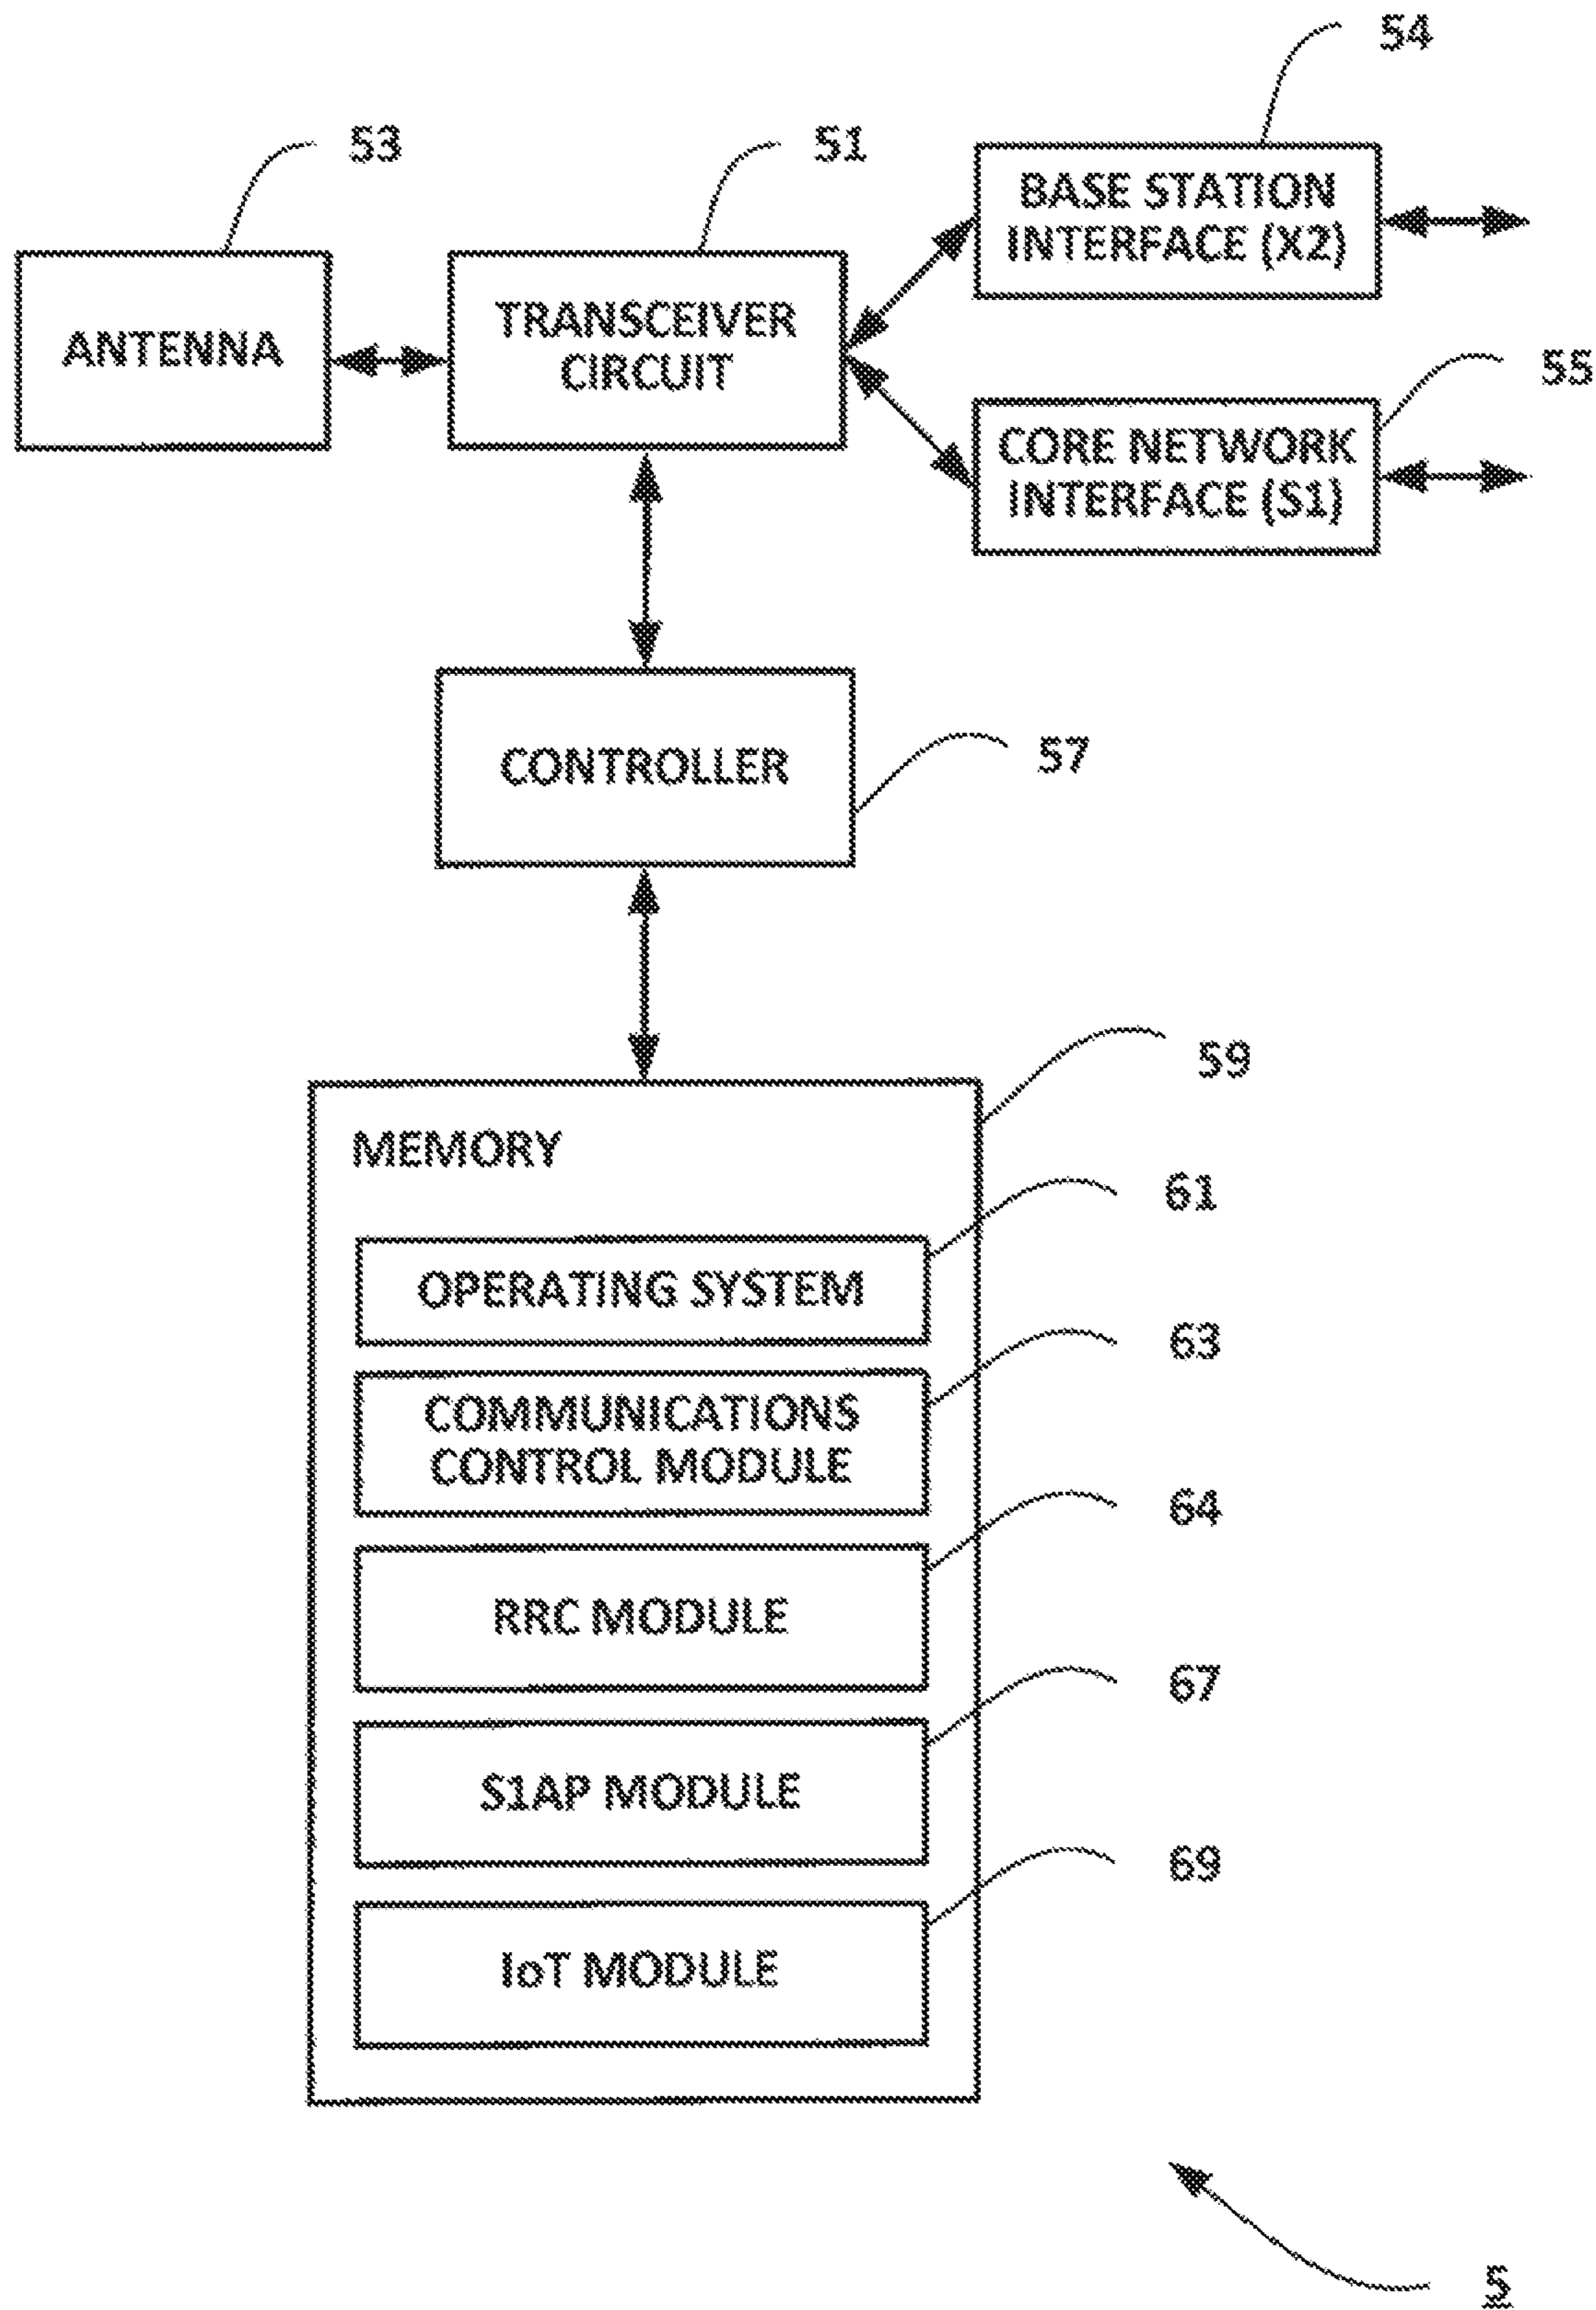 54
53
51
BASE STATION
INTERFACE (X2)
ANTENNA
TRANSCEIVER
CIRCUIT
55
CORE NETWORK
INTERFACE (S1)
CONTROLLER
57
59
MEMORY
61
OPERATING SYSTEM
63
COMMUNICATIONS
CONTROL MODULE
64
RRC MODULE
67
S1AP MODULE
69
IoT MODULE
5